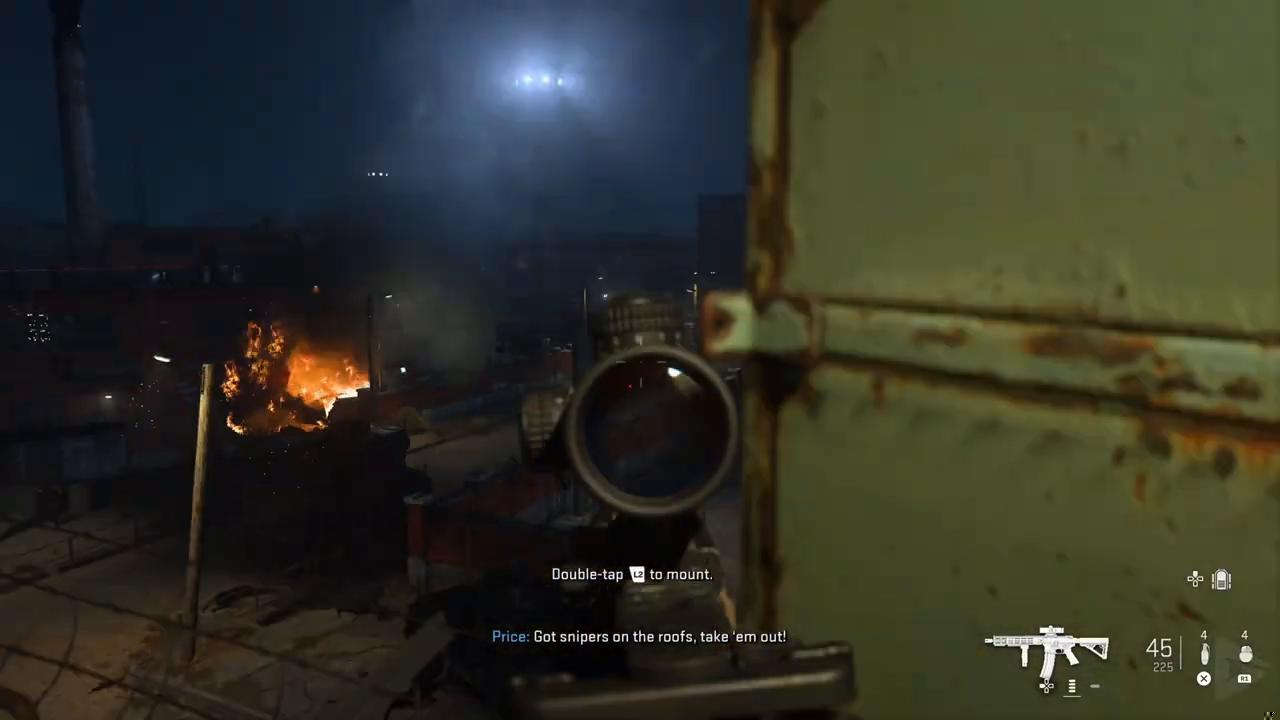 Double-tap L2 to mount.
Price: Got snipers on the roofs, take 'em out!
45
225
4
4
R1